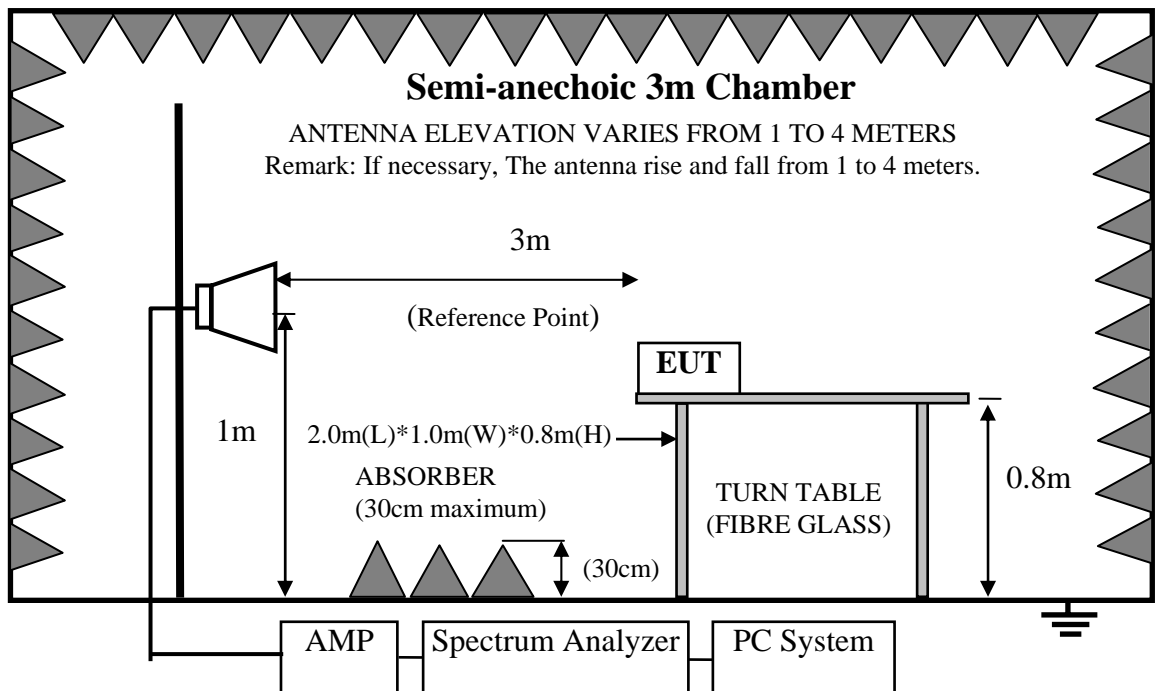 Semi-anechoic 3m Chamber
ANTENNA ELEVATION VARIES FROM 1 TO 4 METERS
Remark: If necessary, The antenna rise and fall from 1 to 4 meters.
3m
(Reference Point)
EUT
1m
2.0m(L)*1.0m(W)*0.8m(H)
ABSORBER
(30cm maximum)
(30cm)
TURN TABLE
(FIBRE GLASS)
0.8m
AMP
Spectrum Analyzer
PC System